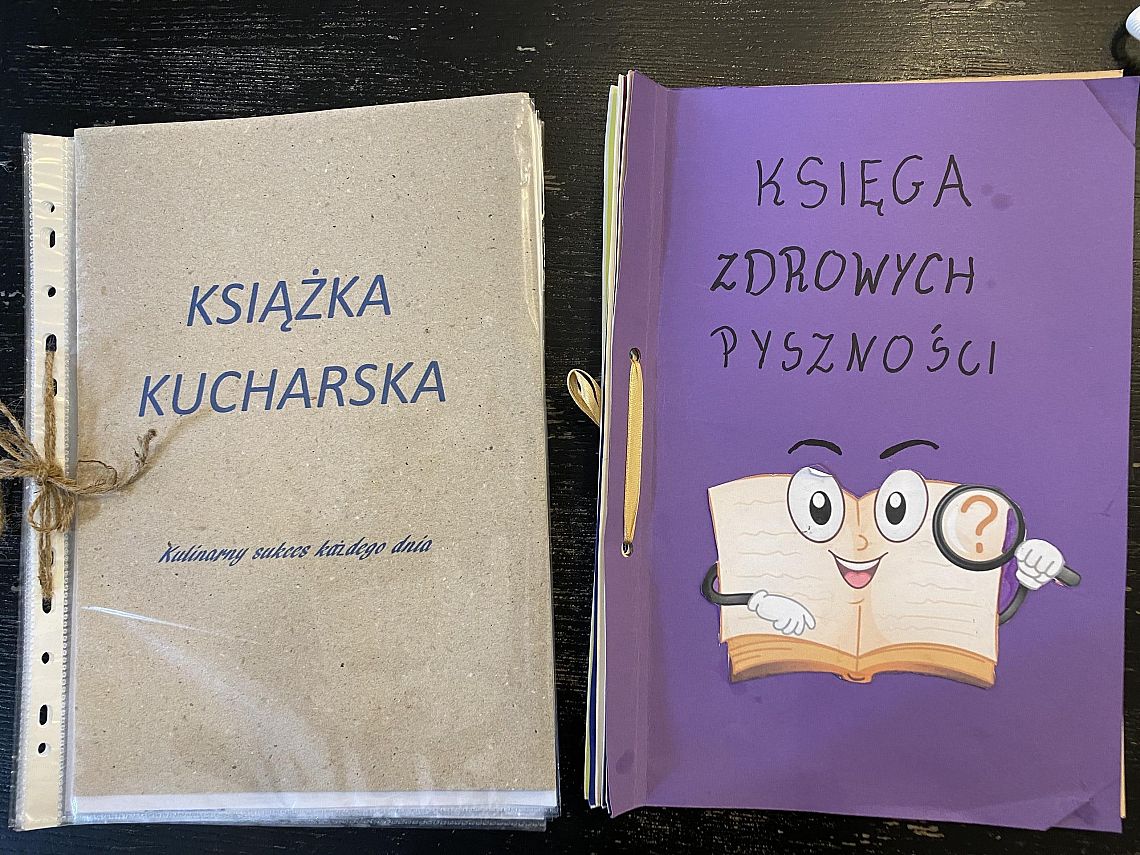 KSIĄŻKA
KUCHARSKA
Kulinarny sukces każdego dnia
KSIĘGA
ZDROWYCH
PYSZNOŚCI
?